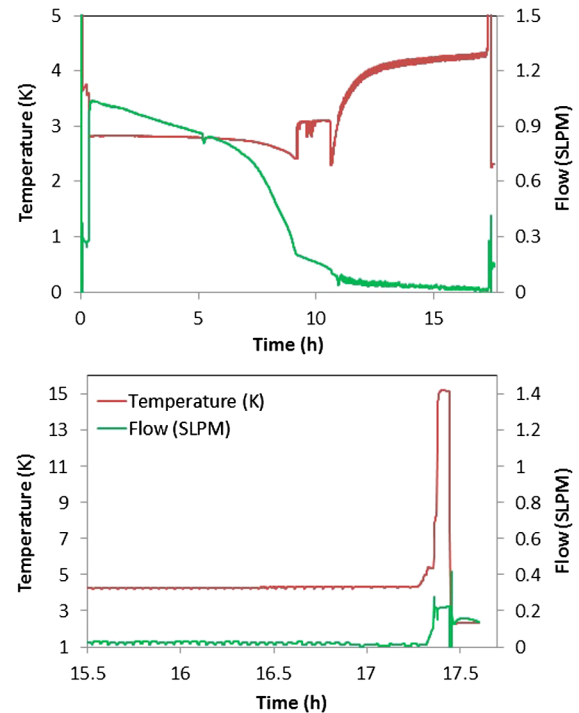 5
4
3
2
1
0
Temperature (K)
1.5
1.2
0.9
0.6
0.3
0
Flow (SLPM)
0 5 10 15
Time (h)
15
13
11
9
7
5
3
1
Temperature (K)
Temperature (K)
Flow (SLPM)
1.4
1.2
1
0.8
0.6
0.4
0.2
0
Flow (SLPM)
15.5 16 16.5 17 17.5
Time (h)